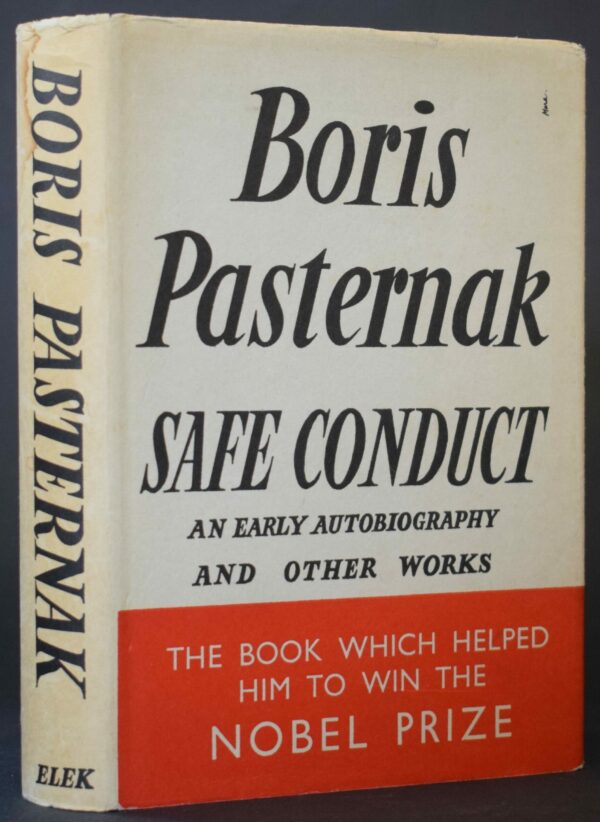 BORIS PASTERNAK
ELEK
Boris
Pasternak
SAFE CONDUCT
AN EARLY AUTOBIOGRAPHY
AND OTHER WORKS
THE BOOK WHICH HELPED
HIM TO WIN THE
NOBEL PRIZE